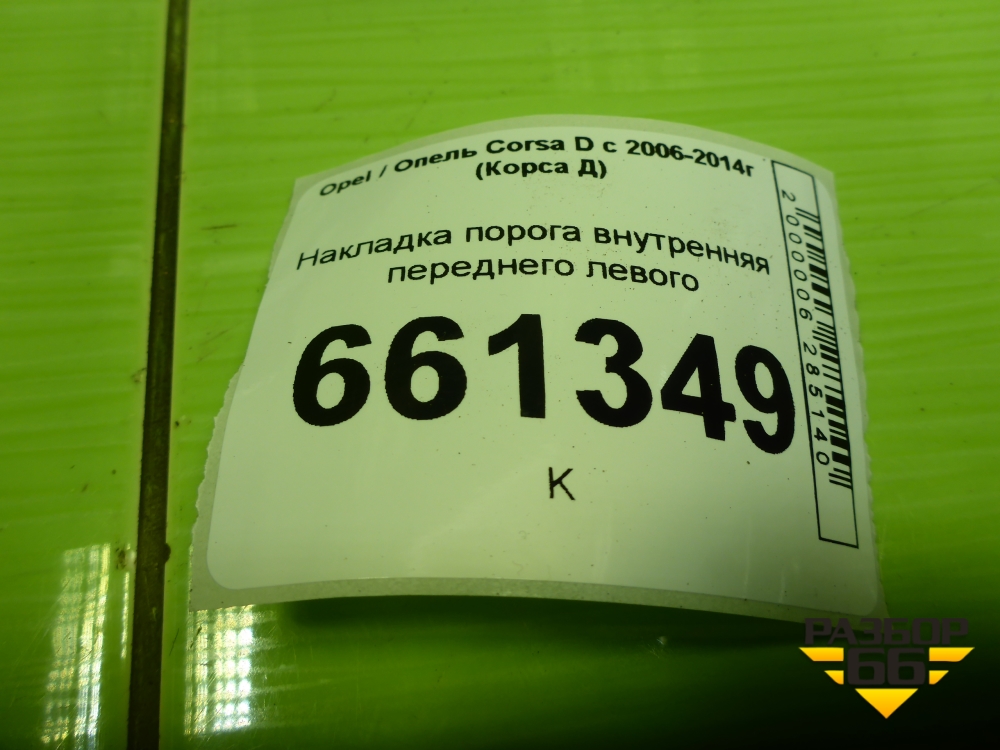 Opel / Опель Corsa D с 2006-2014г
(Корса Д)
Накладка порога внутренняя
переднего левого
661349
К
2000006285140
РАЗБОР
66